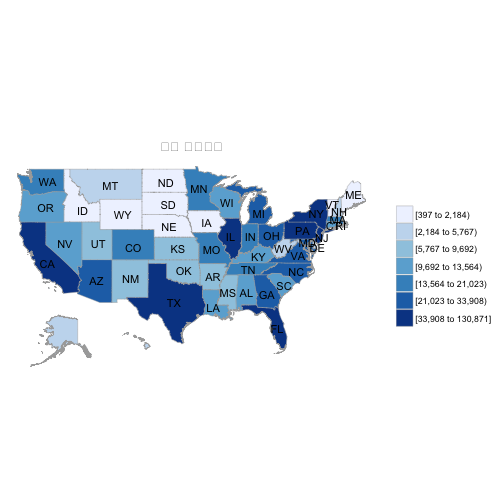 WA
MT
ND
MN
OR
ID
SD
WI
MI
ME
VT
NH
WY
NE
IA
NY
MA
CT
RI
NV
UT
CO
KS
MO
IL
IN
OH
PA
NJ
MD
DE
WV
VA
KY
CA
AZ
NM
OK
AR
TN
NC
SC
TX
LA
MS
AL
GA
FL
[397 to 2,184)
[2,184 to 5,767)
[5,767 to 9,692)
[9,692 to 13,564)
[13,564 to 21,023)
[21,023 to 33,908)
[33,908 to 130,871]